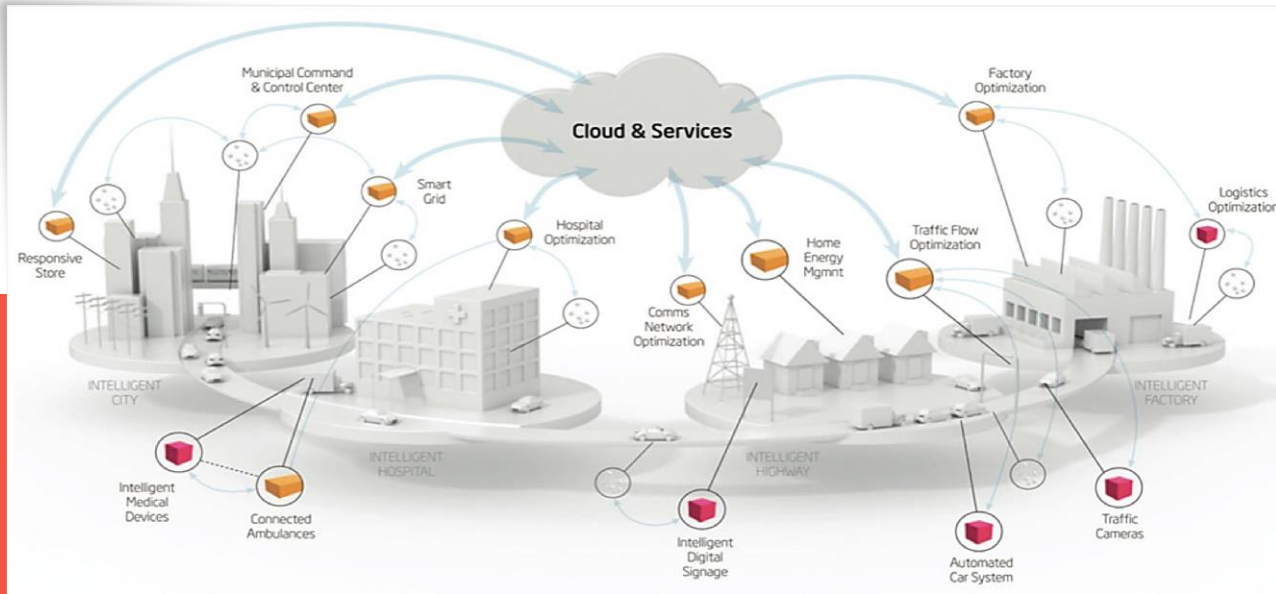 Municipal Command
& Control Center
Cloud & Services
Factory
Optimization
Smart
Grid
Logistics
Optimization
Responsive
Store
Hospital
Optimization
Home
Energy
Mgmnt
Traffic Flow
Optimization
Comms
Network
Optimization
INTELLIGENT
CITY
INTELLIGENT
FACTORY
INTELLIGENT
HOSPITAL
INTELLIGENT
HIGHWAY
Intelligent
Medical
Devices
Connected
Ambulances
Intelligent
Digital
Signage
Automated
Car System
Traffic
Cameras